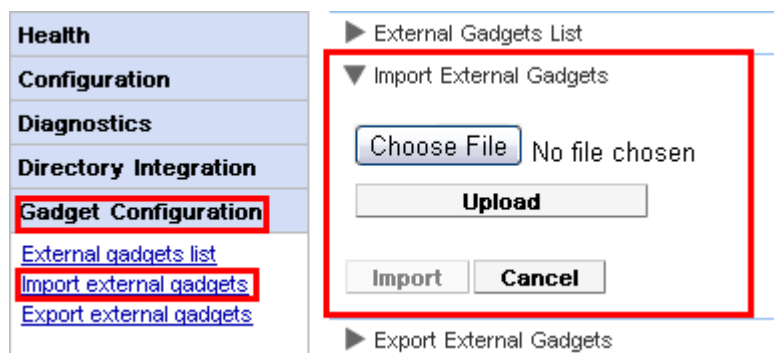 Health
Configuration
Diagnostics
Directory Integration
Gadget Configuration
External gadgets list
Import external gadgets
Export external gadgets
External Gadgets List
Import External Gadgets
Choose File No file chosen
Upload
Import Cancel
Export External Gadgets